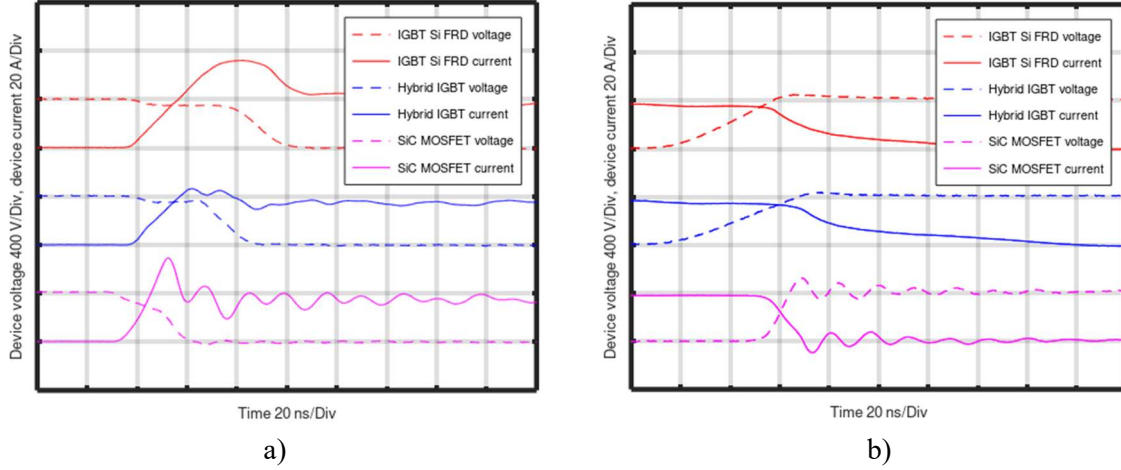 Device voltage 400 V/Div, device current 20 A/Div
IGBT Si FRD voltage
IGBT Si FRD current
Hybrid IGBT voltage
Hybrid IGBT current
SiC MOSFET voltage
SiC MOSFET current
Time 20 ns/Div
a)
Device voltage 400 V/Div, device current 20 A/Div
IGBT Si FRD voltage
IGBT Si FRD current
Hybrid IGBT voltage
Hybrid IGBT current
SiC MOSFET voltage
SiC MOSFET current
Time 20 ns/Div
b)